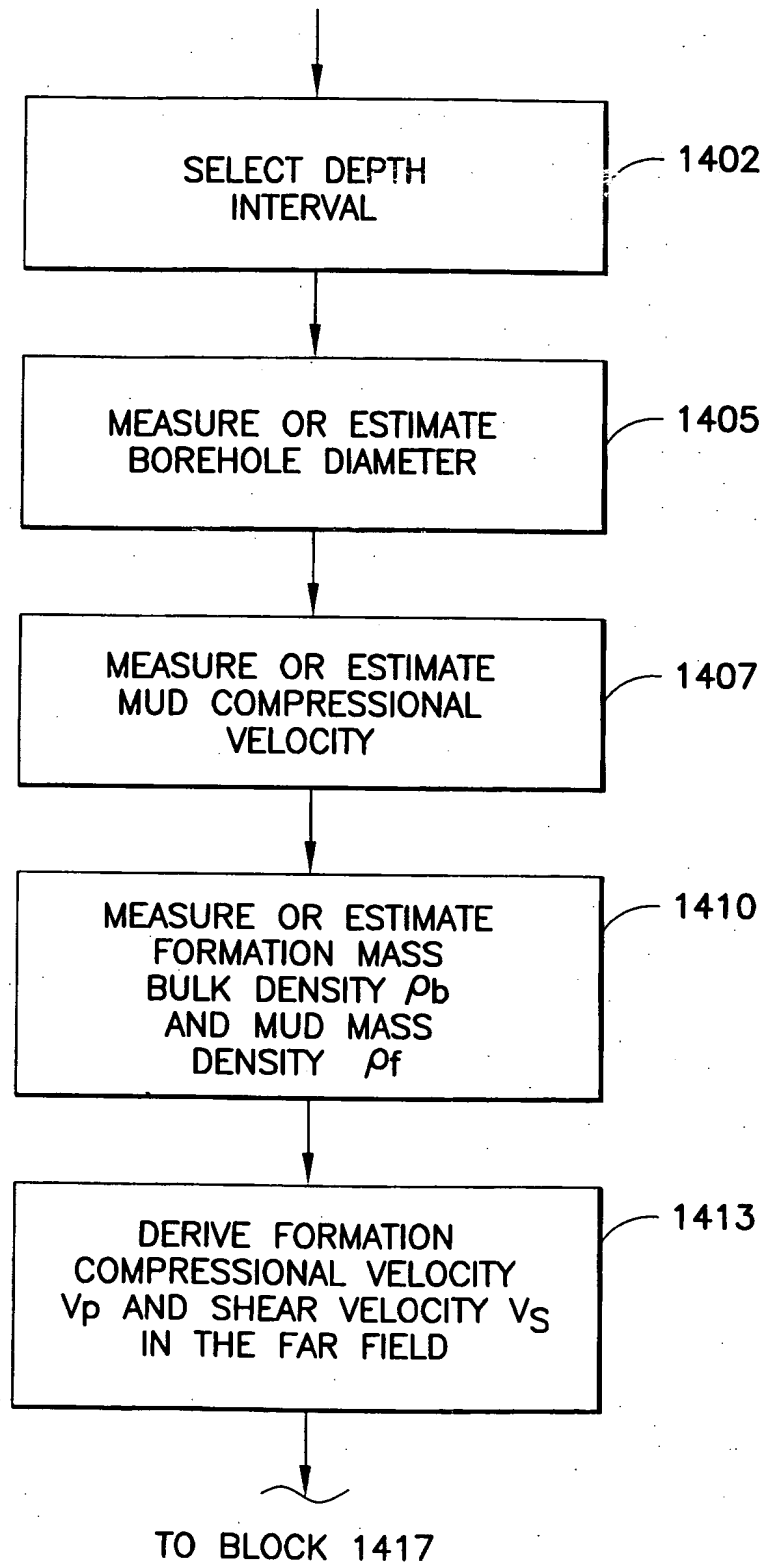 SELECT DEPTH
INTERVAL
1402
MEASURE OR ESTIMATE
BOREHOLE DIAMETER
1405
MEASURE OR ESTIMATE
MUD COMPRESSIONAL
VELOCITY
1407
MEASURE OR ESTIMATE
FORMATION MASS
BULK DENSITY ρb
AND MUD MASS
DENSITY ρf
1410
DERIVE FORMATION
COMPRESSIONAL VELOCITY
Vp AND SHEAR VELOCITY VS
IN THE FAR FIELD
1413
TO BLOCK 1417